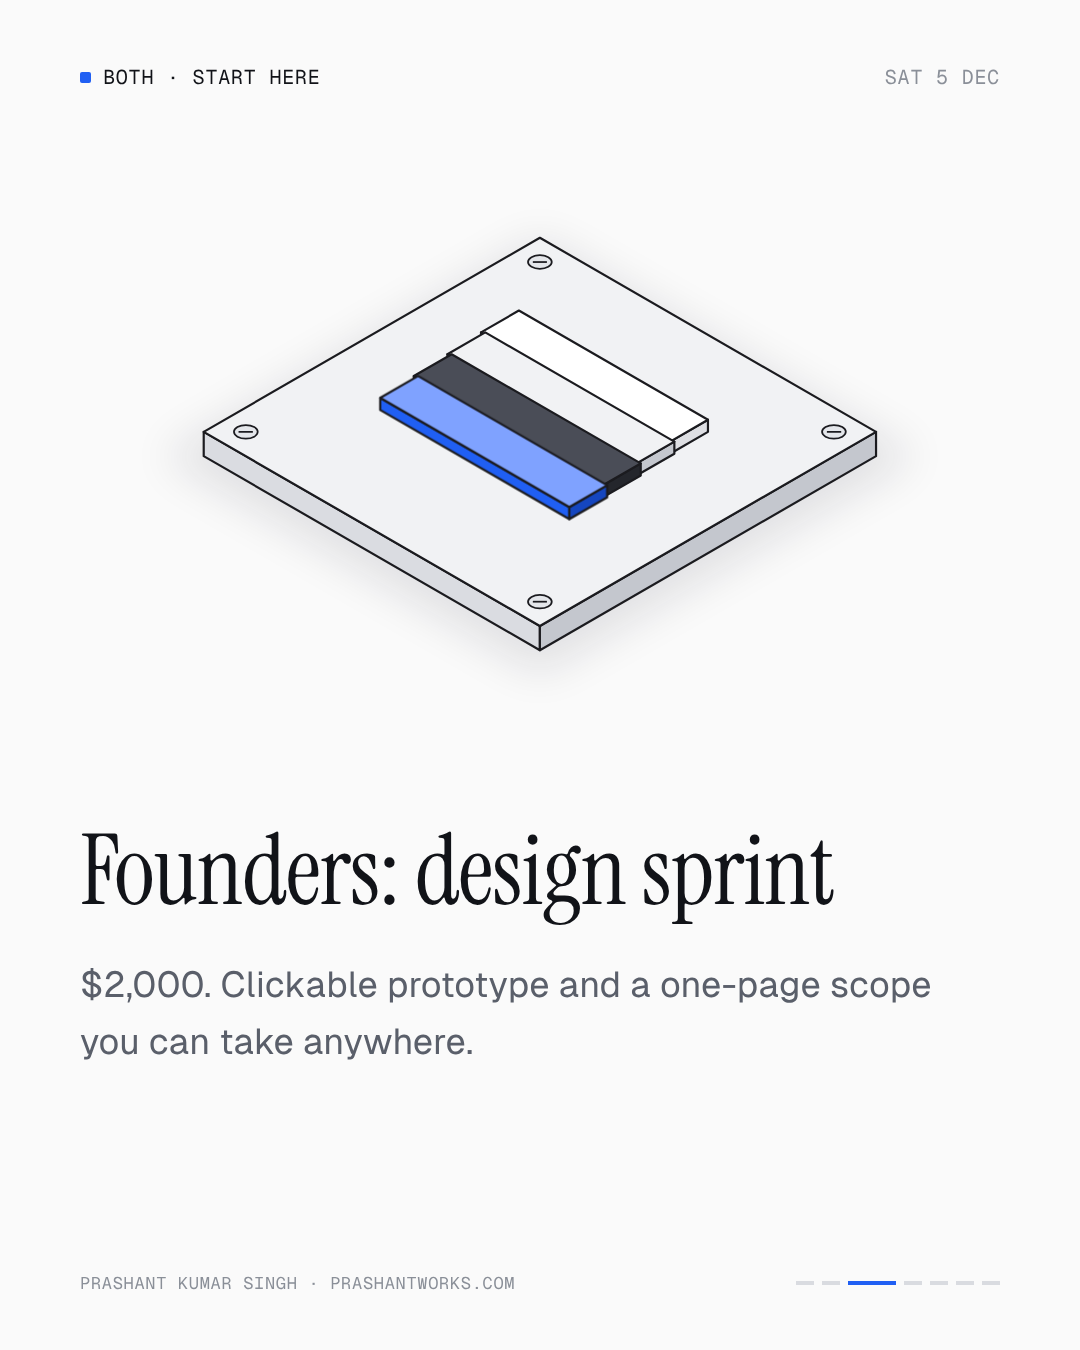 BOTH · START HERE
SAT 5 DEC
Founders: design sprint
$2,000. Clickable prototype and a one-page scope
you can take anywhere.
PRASHANT KUMAR SINGH · PRASHANTWORKS.COM